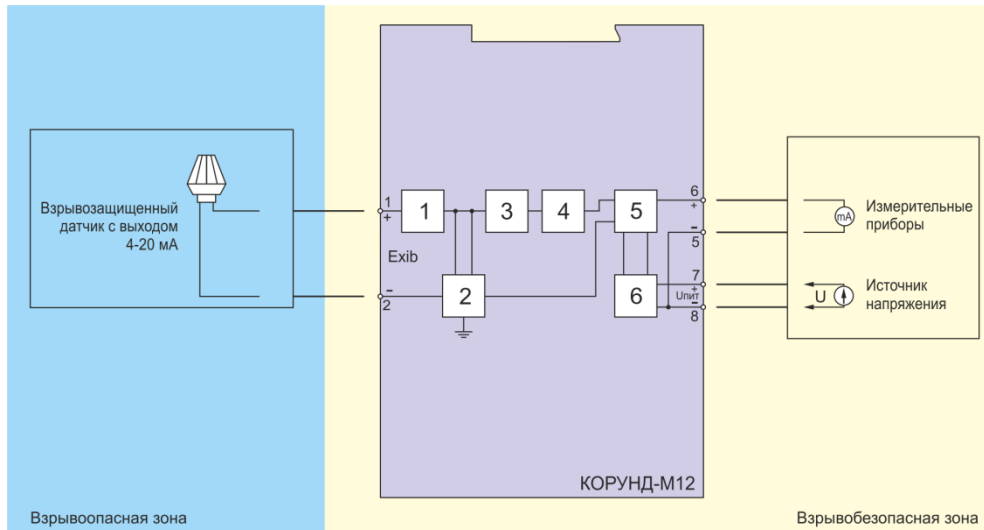 Взрывозащищенный
датчик с выходом
4-20 мА
1
+
Exib
-
2
1
2
3
4
5
6
6
+
-
5
7
+
Uпит
-
8
mA
Измерительные
приборы
U
Источник
напряжения
КОРУНД-М12
Взрывоопасная зона
Взрывобезопасная зона